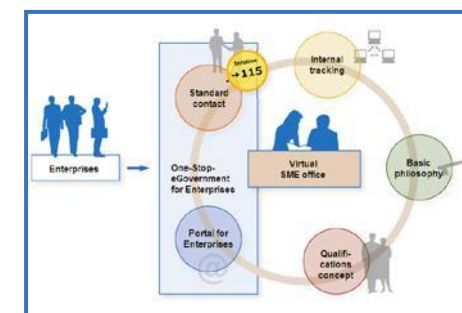 →115
Standard
contact
Internal
tracking
Enterprises
One-Stop-
eGovernment
for Enterprises
Virtual
SME office
Basic
philosophy
Portal for
Enterprises
@
Qualifi-
cations
concept